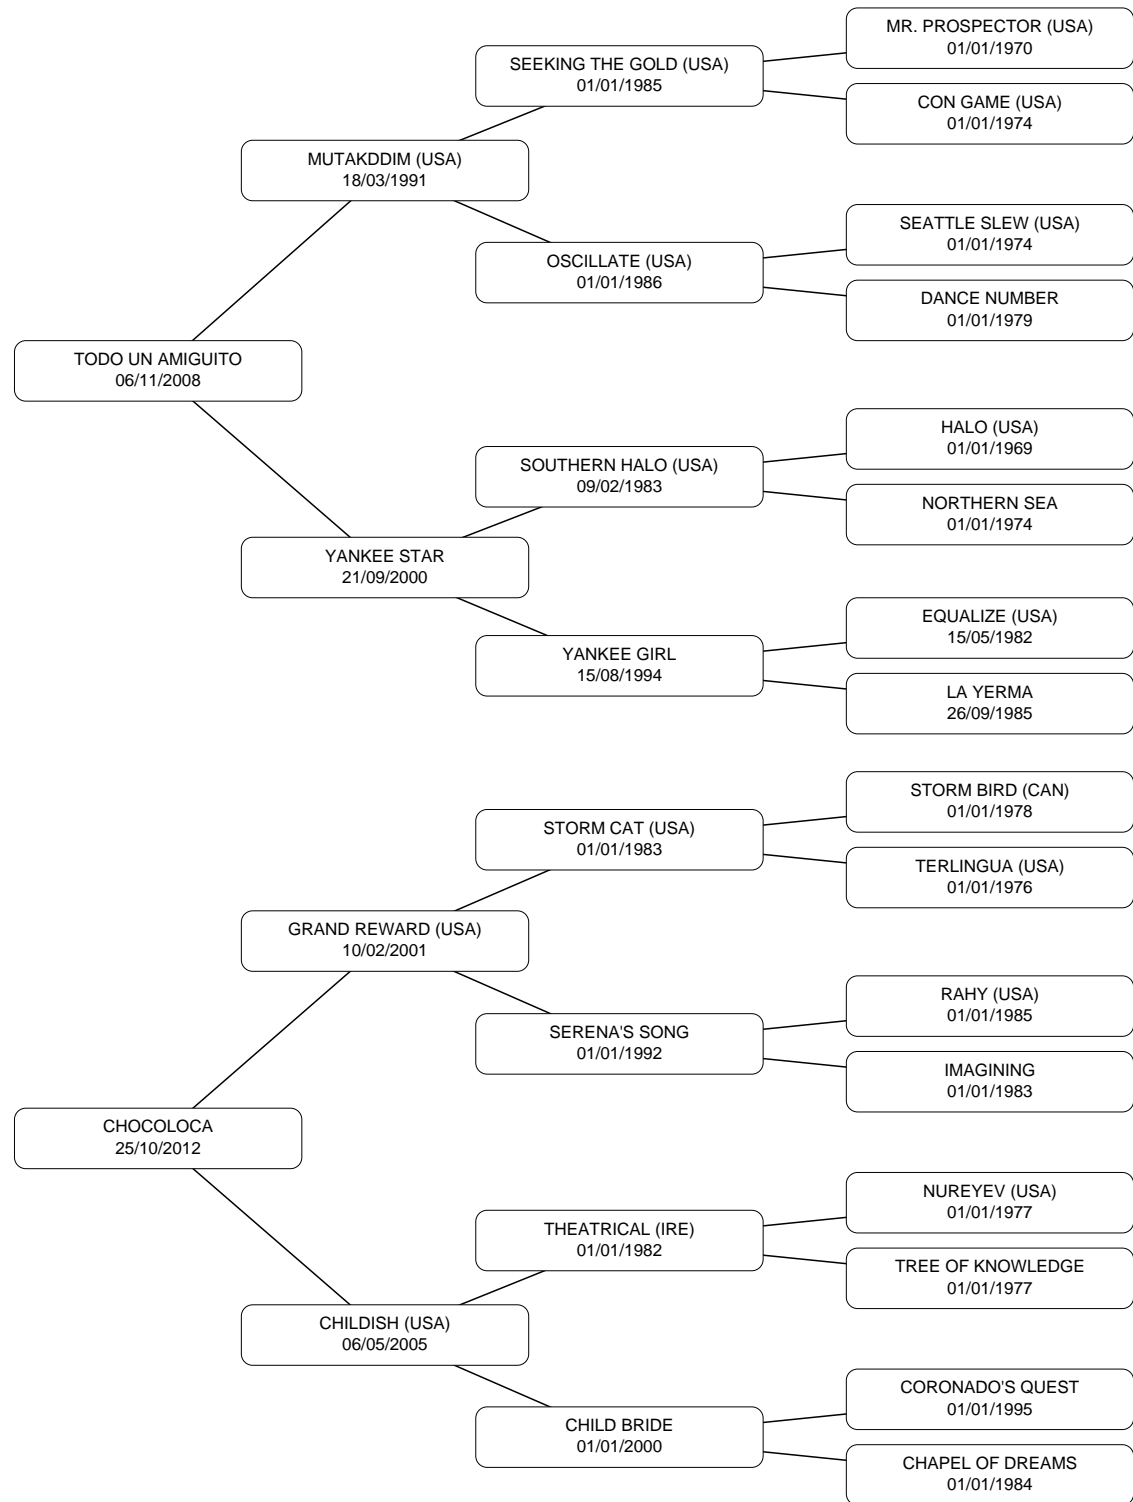 MR. PROSPECTOR (USA)
01/01/1970
SEEKING THE GOLD (USA)
01/01/1985
CON GAME (USA)
01/01/1974
MUTAKDDIM (USA)
18/03/1991
SEATTLE SLEW (USA)
01/01/1974
OSCILLATE (USA)
01/01/1986
DANCE NUMBER
01/01/1979
TODO UN AMIGUITO
06/11/2008
HALO (USA)
01/01/1969
SOUTHERN HALO (USA)
09/02/1983
NORTHERN SEA
01/01/1974
YANKEE STAR
21/09/2000
EQUALIZE (USA)
15/05/1982
YANKEE GIRL
15/08/1994
LA YERMA
26/09/1985
STORM BIRD (CAN)
01/01/1978
STORM CAT (USA)
01/01/1983
TERLINGUA (USA)
01/01/1976
GRAND REWARD (USA)
10/02/2001
RAHY (USA)
01/01/1985
SERENA'S SONG
01/01/1992
IMAGINING
01/01/1983
CHOCOLOCA
25/10/2012
NUREYEV (USA)
01/01/1977
THEATRICAL (IRE)
01/01/1982
TREE OF KNOWLEDGE
01/01/1977
CHILDISH (USA)
06/05/2005
CORONADO'S QUEST
01/01/1995
CHILD BRIDE
01/01/2000
CHAPEL OF DREAMS
01/01/1984